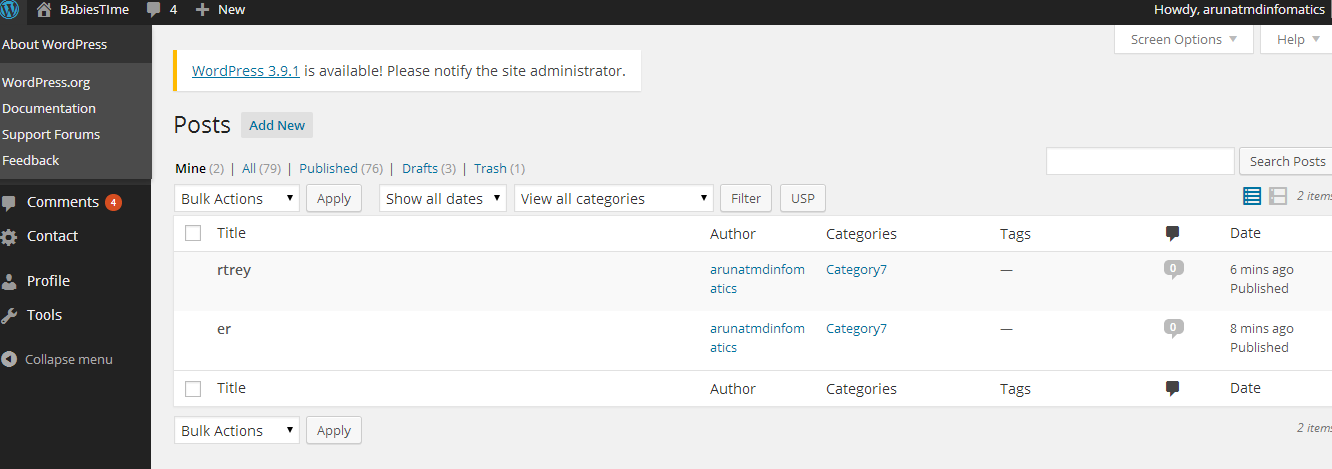 BabiesTIme 4 + New Howdy, arunatmdinfomatics
About WordPress
WordPress.org
Documentation
Support Forums
Feedback
Comments 4
Contact
Profile
Tools
Collapse menu
Screen Options Help
WordPress 3.9.1 is available! Please notify the site administrator.
Posts Add New
Mine (2) | All (79) | Published (76) | Drafts (3) | Trash (1)
Search Posts
Bulk Actions Apply Show all dates View all categories Filter USP
2 items
Title Author Categories Tags Date
rtrey arunatmdinfom Category7 — 0 6 mins ago
atics Published
er arunatmdinfom Category7 — 0 8 mins ago
atics Published
Title Author Categories Tags Date
Bulk Actions Apply
2 items